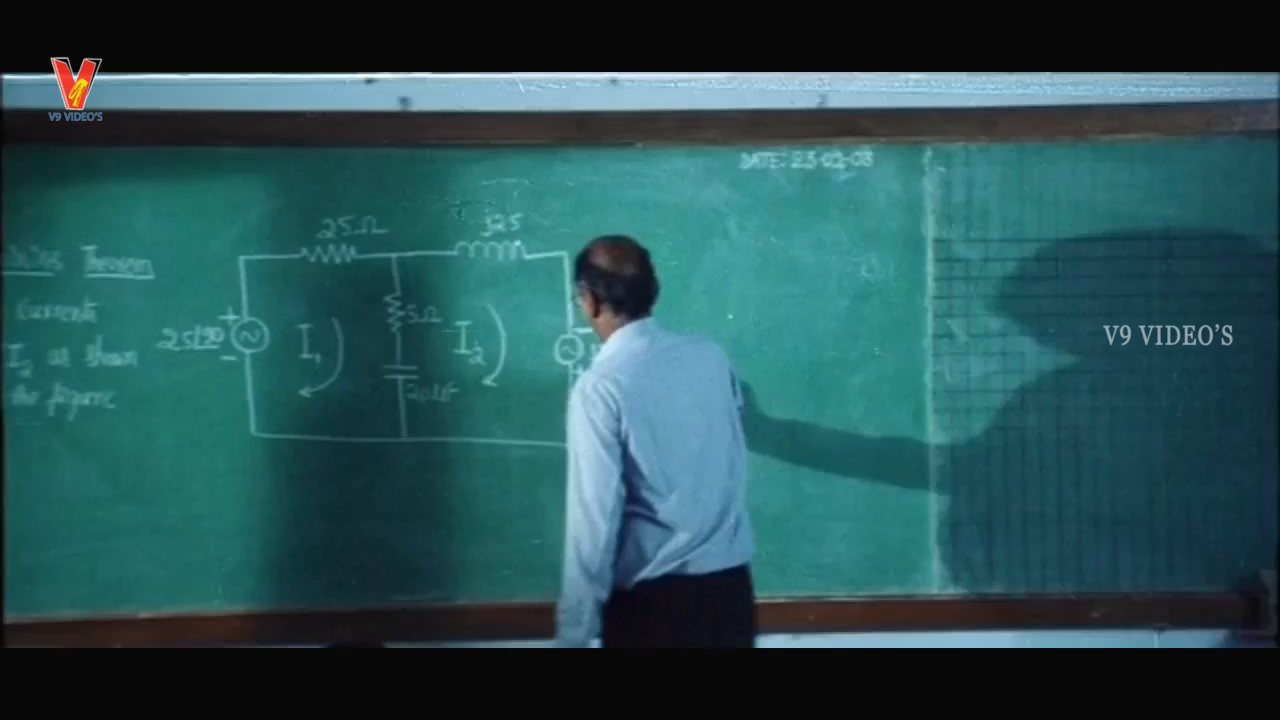 V9 VIDEO'S
DATE: 23-02-03
25Ω
j25
Theorem
currents
I₂ as shown
the figure
25∠90
+
-
I₁
5Ω
I₂
V9 VIDEO'S